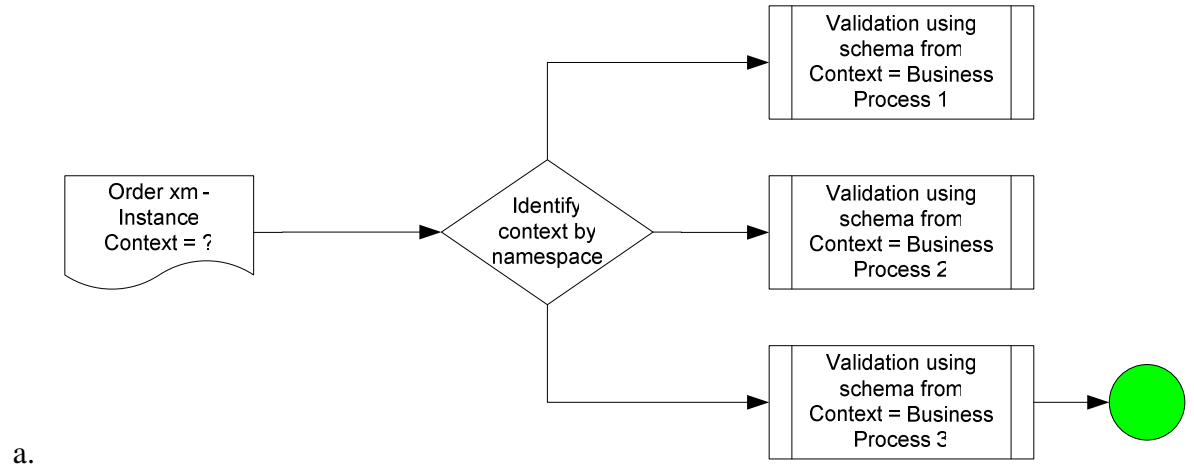 Validation using
schema from
Context = Business
Process 1
Order xm -
Instance
Context = ?
Identify
context by
namespace
Validation using
schema from
Context = Business
Process 2
Validation using
schema from
Context = Business
Process 3
a.